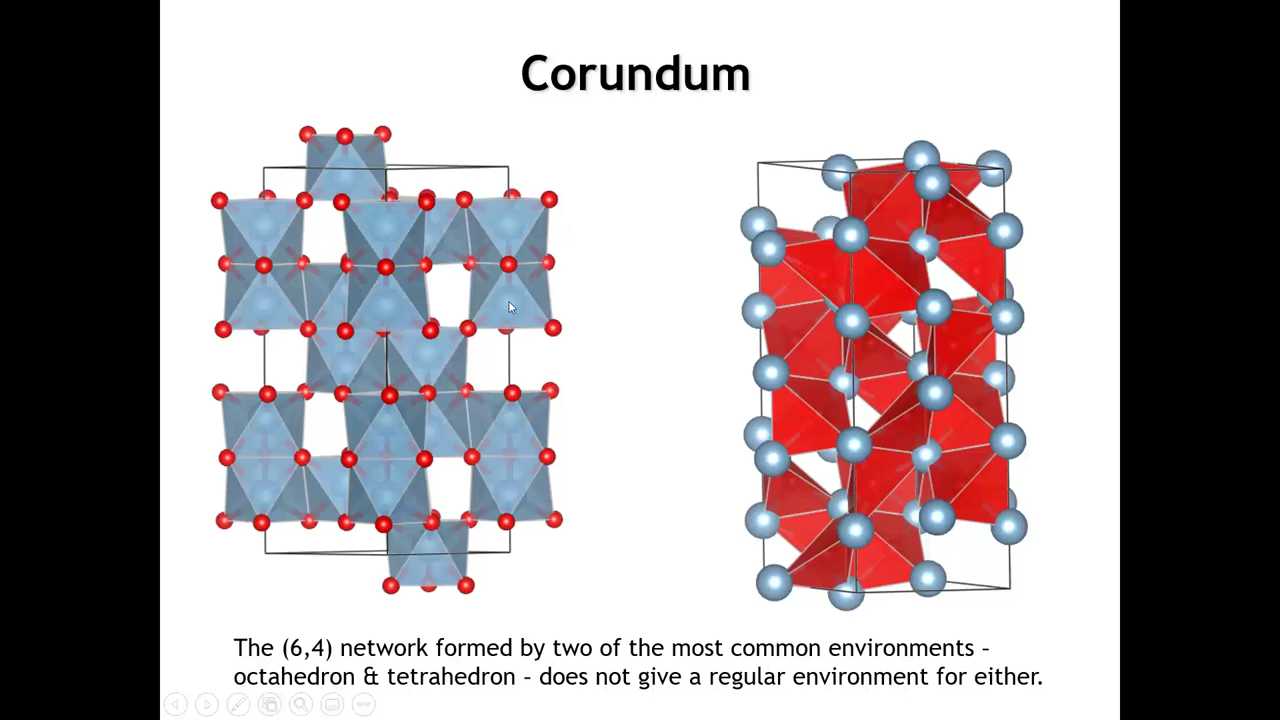 Corundum
The (6,4) network formed by two of the most common environments –
octahedron & tetrahedron – does not give a regular environment for either.